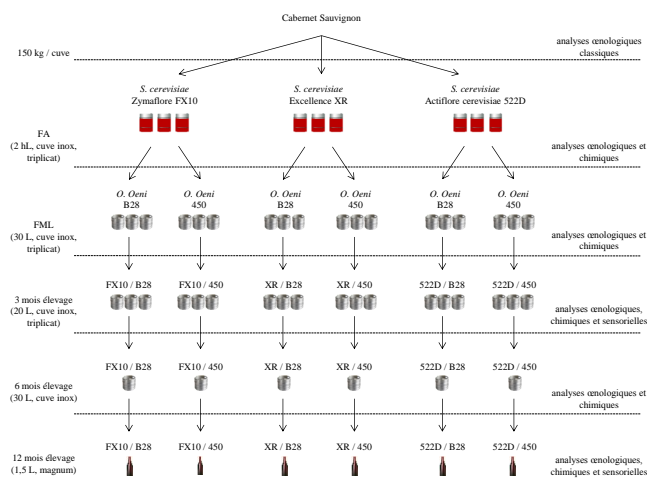 Cabernet Sauvignon
150 kg / cuve
analyses œnologiques
classiques
S. cerevisiae
Zymaflore FX10
S. cerevisiae
Excellence XR
S. cerevisiae
Actiflore cerevisiae 522D
FA
(2 hL, cuve inox,
triplicat)
analyses œnologiques et
chimiques
O. Oeni
B28
O. Oeni
450
O. Oeni
B28
O. Oeni
450
O. Oeni
B28
O. Oeni
450
FML
(30 L, cuve inox,
triplicat)
analyses œnologiques et
chimiques
FX10 / B28
FX10 / 450
XR / B28
XR / 450
522D / B28
522D / 450
3 mois élevage
(20 L, cuve inox,
triplicat)
analyses œnologiques,
chimiques et sensorielles
FX10 / B28
FX10 / 450
XR / B28
XR / 450
522D / B28
522D / 450
6 mois élevage
(30 L, cuve inox)
analyses œnologiques et
chimiques
FX10 / B28
FX10 / 450
XR / B28
XR / 450
522D / B28
522D / 450
12 mois élevage
(1,5 L, magnum)
analyses œnologiques,
chimiques et sensorielles